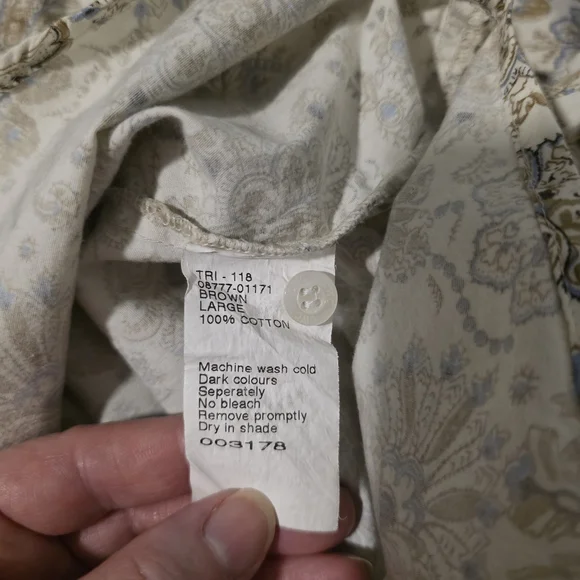 TRI - 118
08777-01171
BROWN
LARGE
100% COTTON
Machine wash cold
Dark colours
Seperately
No bleach
Remove promptly
Dry in shade
003178